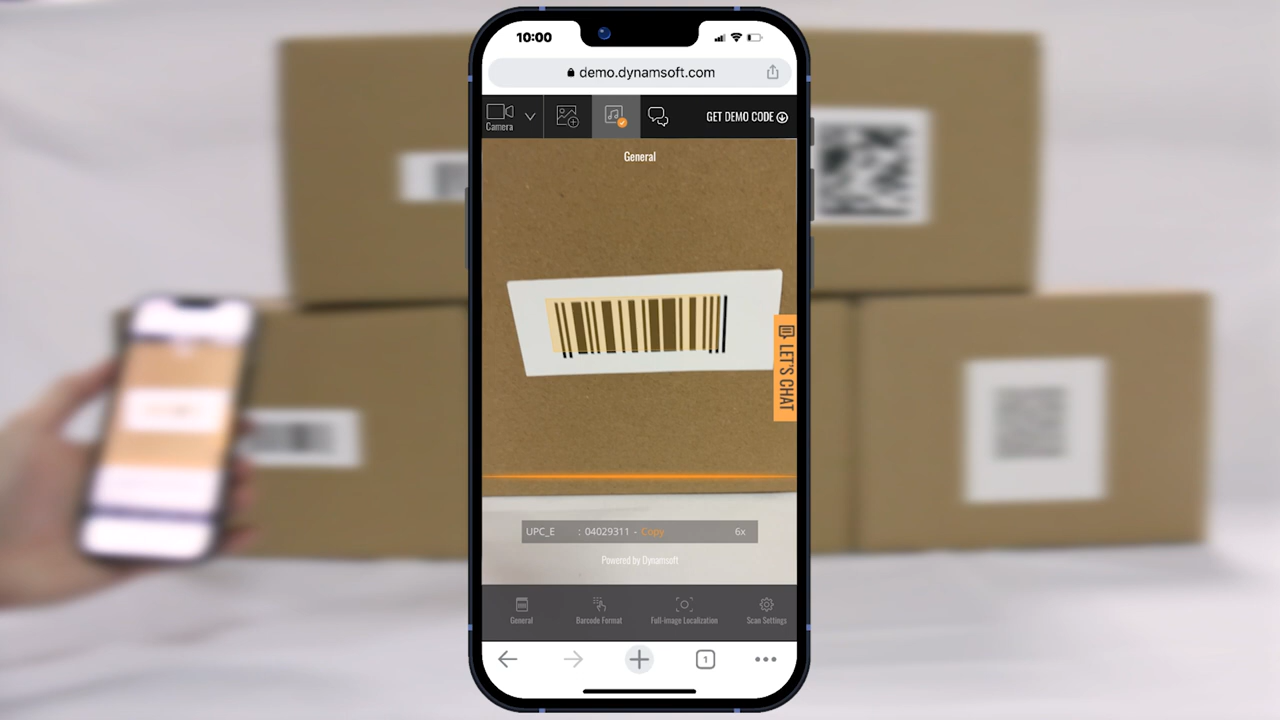 10:00
demo.dynamsoft.com
Camera
GET DEMO CODE
General
LET'S CHAT
UPC_E : 04029311 - Copy 6x
Powered by Dynamsoft
General Barcode Format Full-image Localization Scan Settings
1